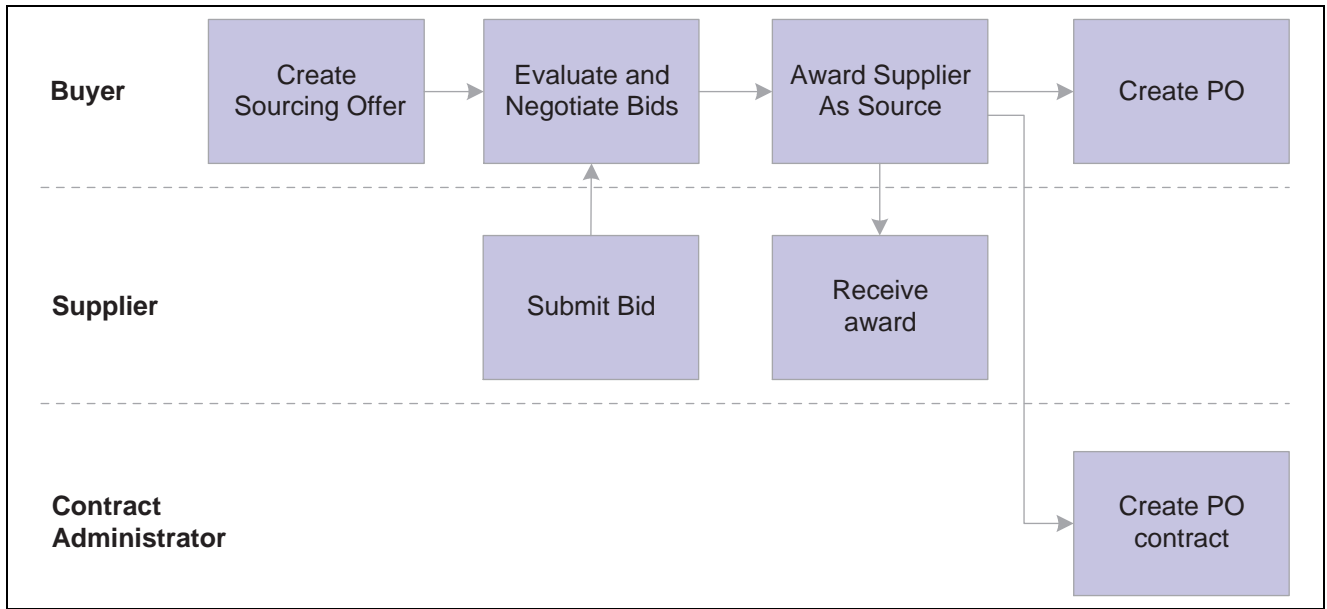 Buyer
Create
Sourcing Offer
Evaluate and
Negotiate Bids
Award Supplier
As Source
Create PO
Supplier
Submit Bid
Receive
award
Contract
Administrator
Create PO
contract